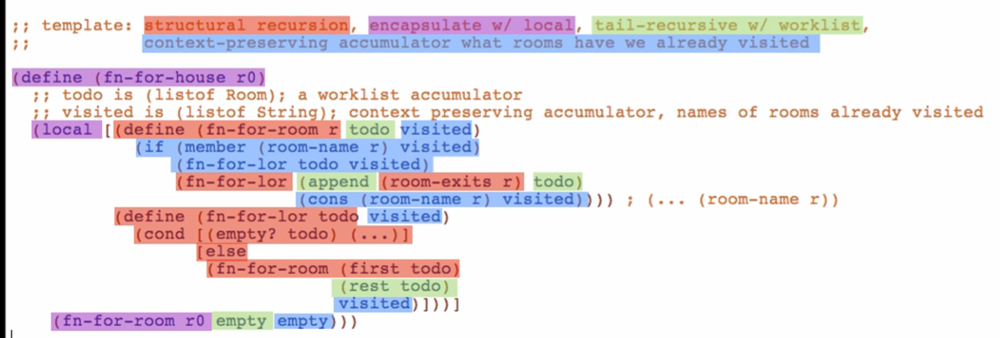 ;; template: structural recursion, encapsulate w/ local, tail-recursive w/ worklist,
;;           context-preserving accumulator what rooms have we already visited
(define (fn-for-house r0)
  ;; todo is (listof Room); a worklist accumulator
  ;; visited is (listof String); context preserving accumulator, names of rooms already visited
  (local [(define (fn-for-room r todo visited)
            (if (member (room-name r) visited)
                (fn-for-lor todo visited)
                (fn-for-lor (append (room-exits r) todo)
                            (cons (room-name r) visited)))) ; (... (room-name r))
          (define (fn-for-lor todo visited)
            (cond [(empty? todo) (...)]
                  [else
                   (fn-for-room (first todo)
                                (rest todo)
                                visited)]))]
    (fn-for-room r0 empty empty)))